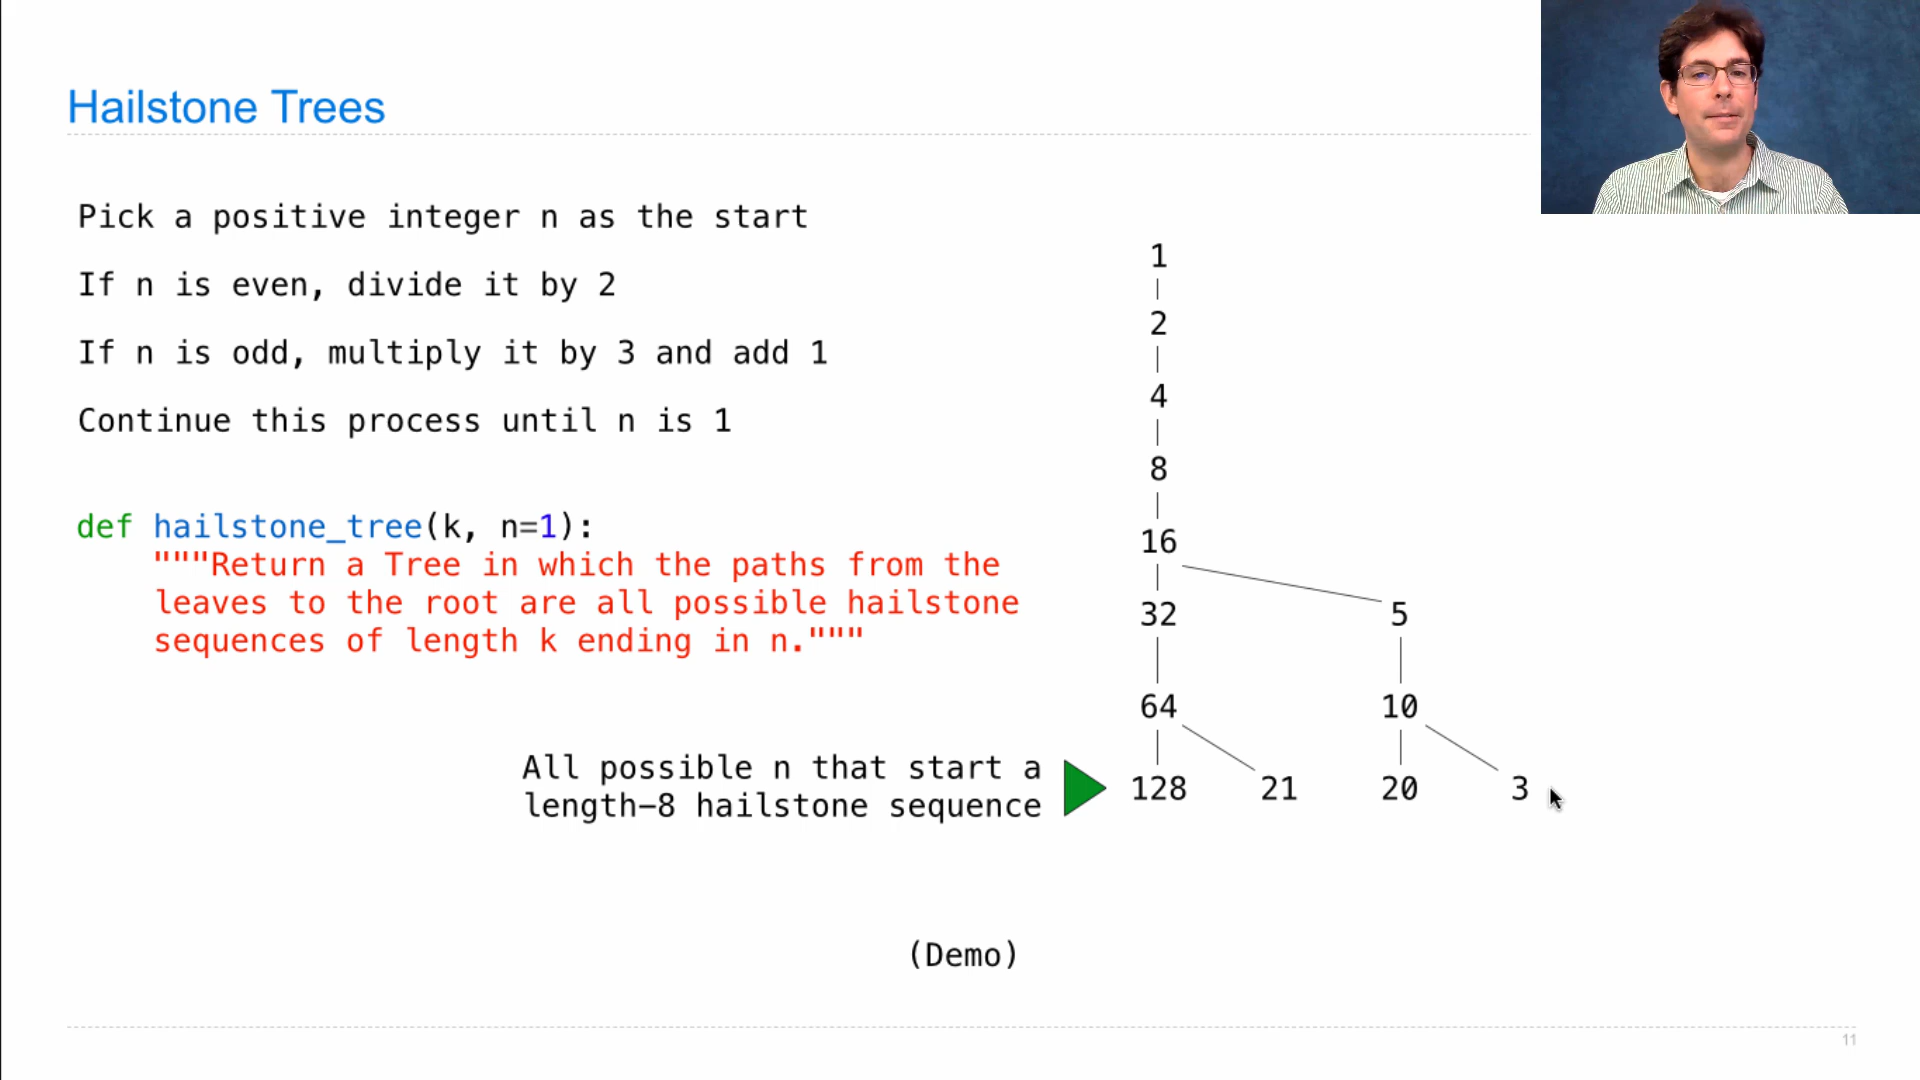 Hailstone Trees
Pick a positive integer n as the start
If n is even, divide it by 2
If n is odd, multiply it by 3 and add 1
Continue this process until n is 1
def hailstone_tree(k, n=1):
"""Return a Tree in which the paths from the
leaves to the root are all possible hailstone
sequences of length k ending in n."""
All possible n that start a
length-8 hailstone sequence
1
2
4
8
16
32 5
64 10
128 21 20 3
(Demo)
11